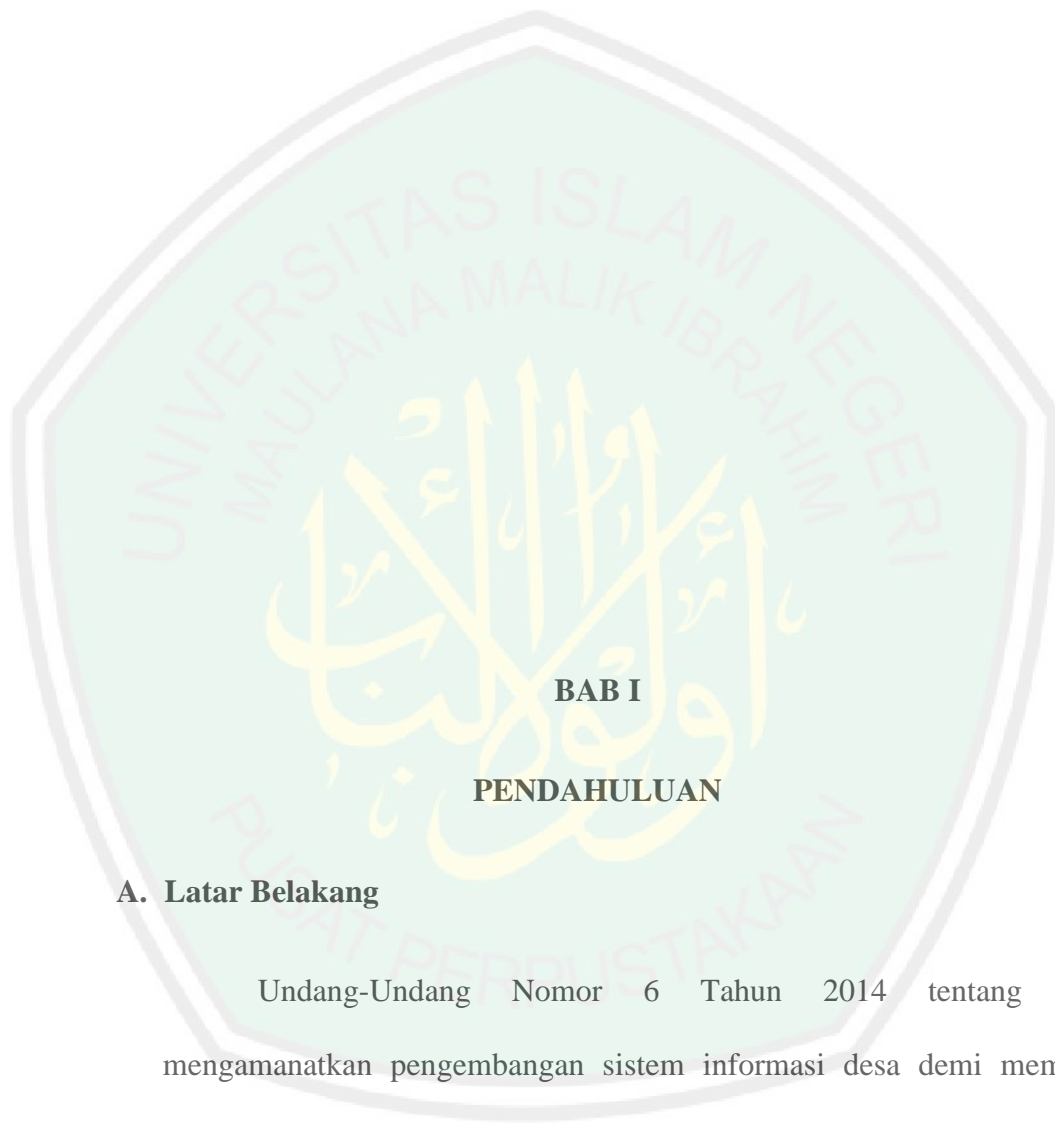 UNIVERSITAS ISLAM NEGERI
MAULANA MALIK IBRAHIM
BAB I
PENDAHULUAN
A. Latar Belakang
Undang-Undang Nomor 6 Tahun 2014 tentang
mengamanatkan pengembangan sistem informasi desa demi
PUSAT PERPUSTAKAAN